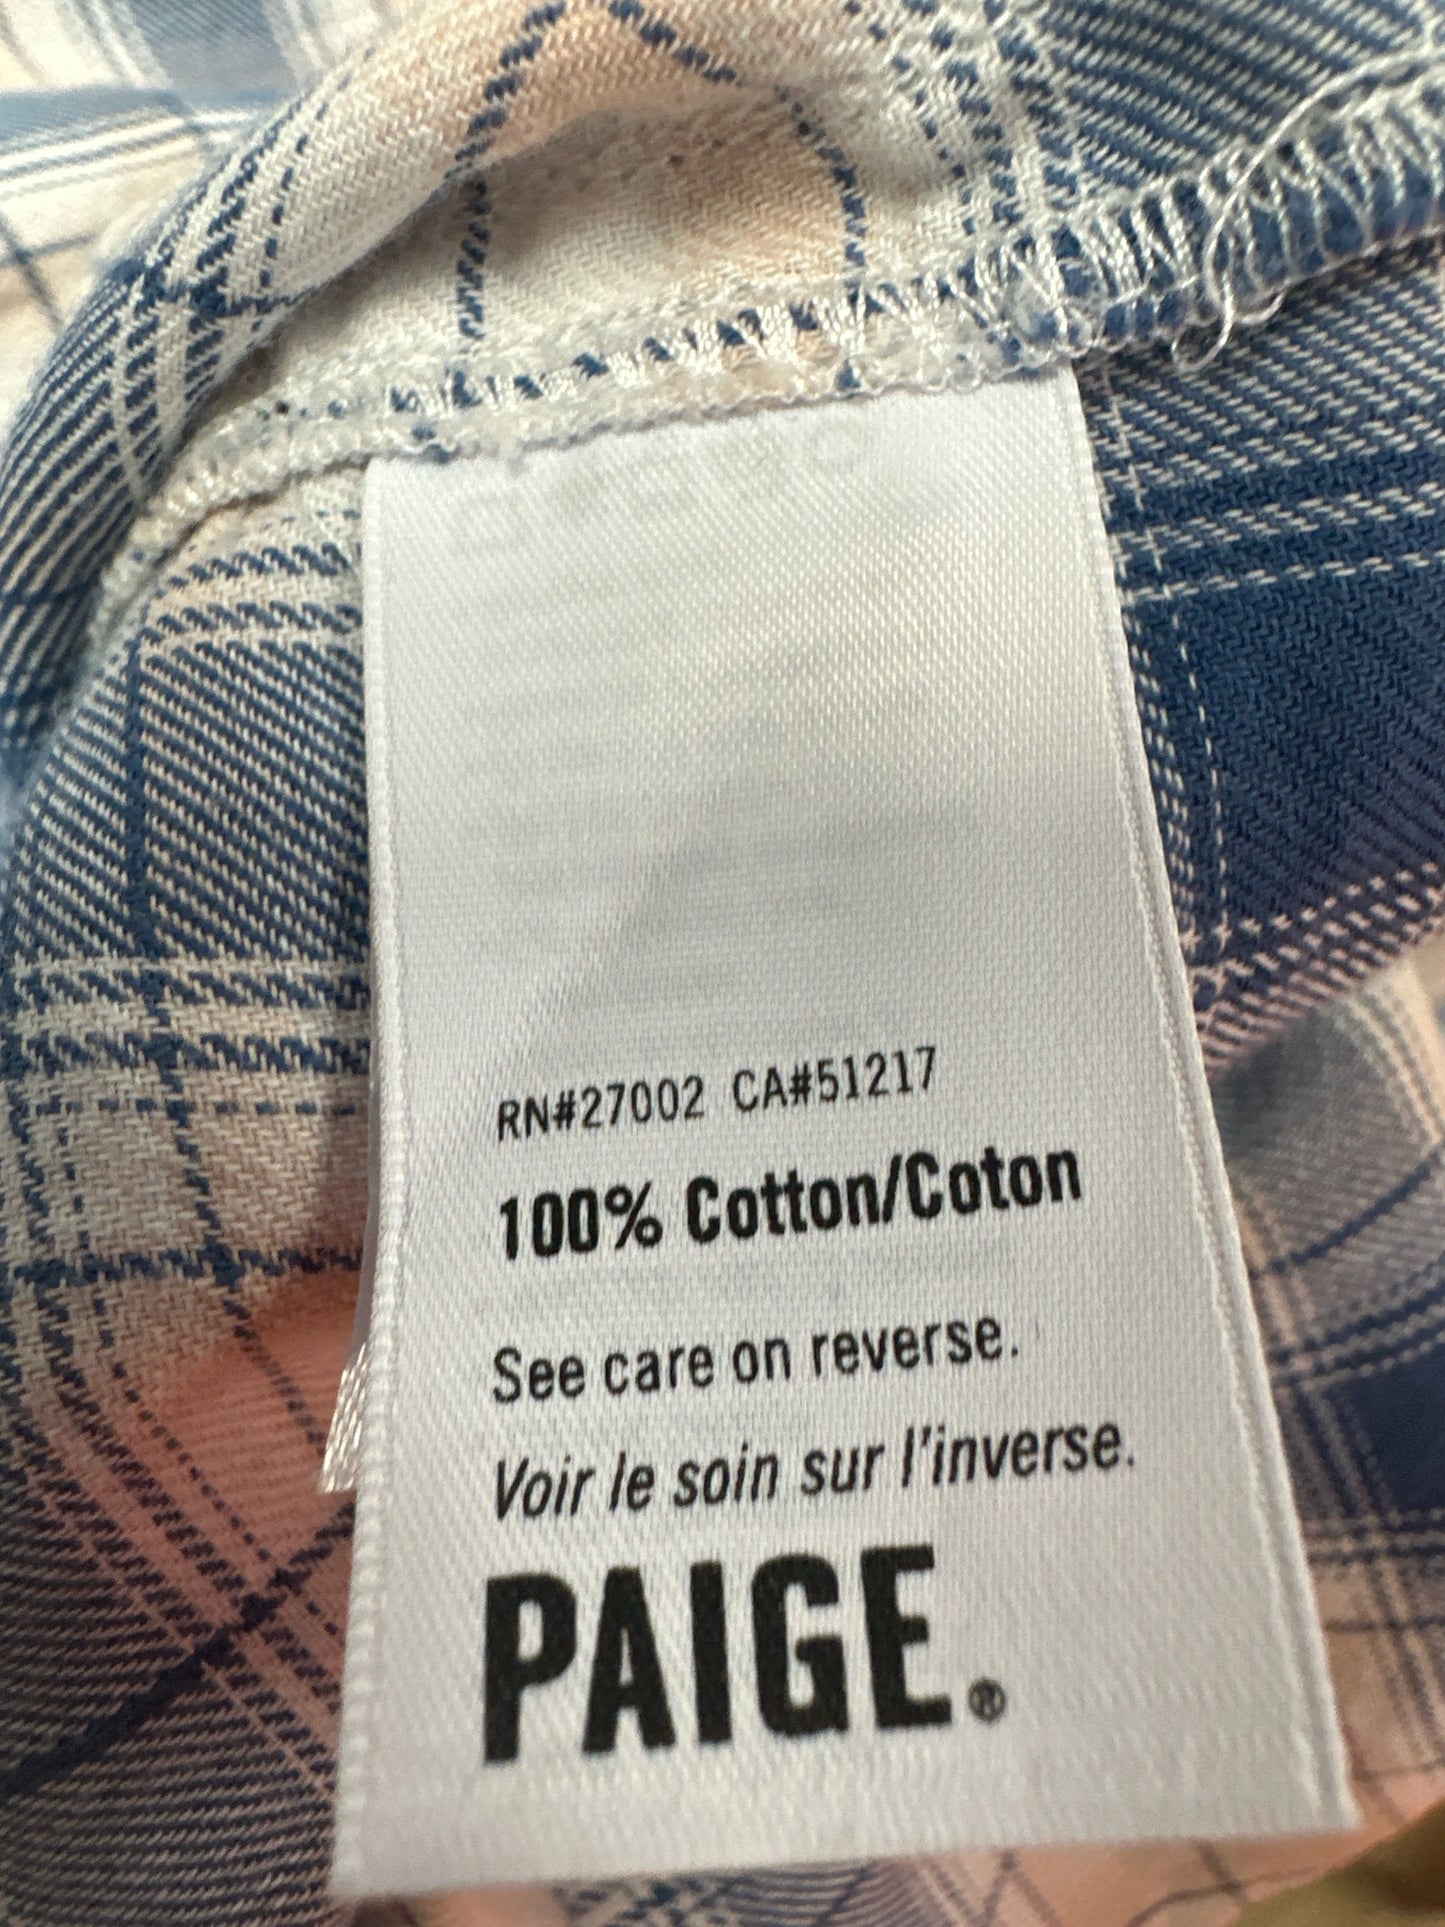 RN#27002 CA#51217
100% Cotton/Coton
See care on reverse.
Voir le soin sur l'inverse.
PAIGE.®